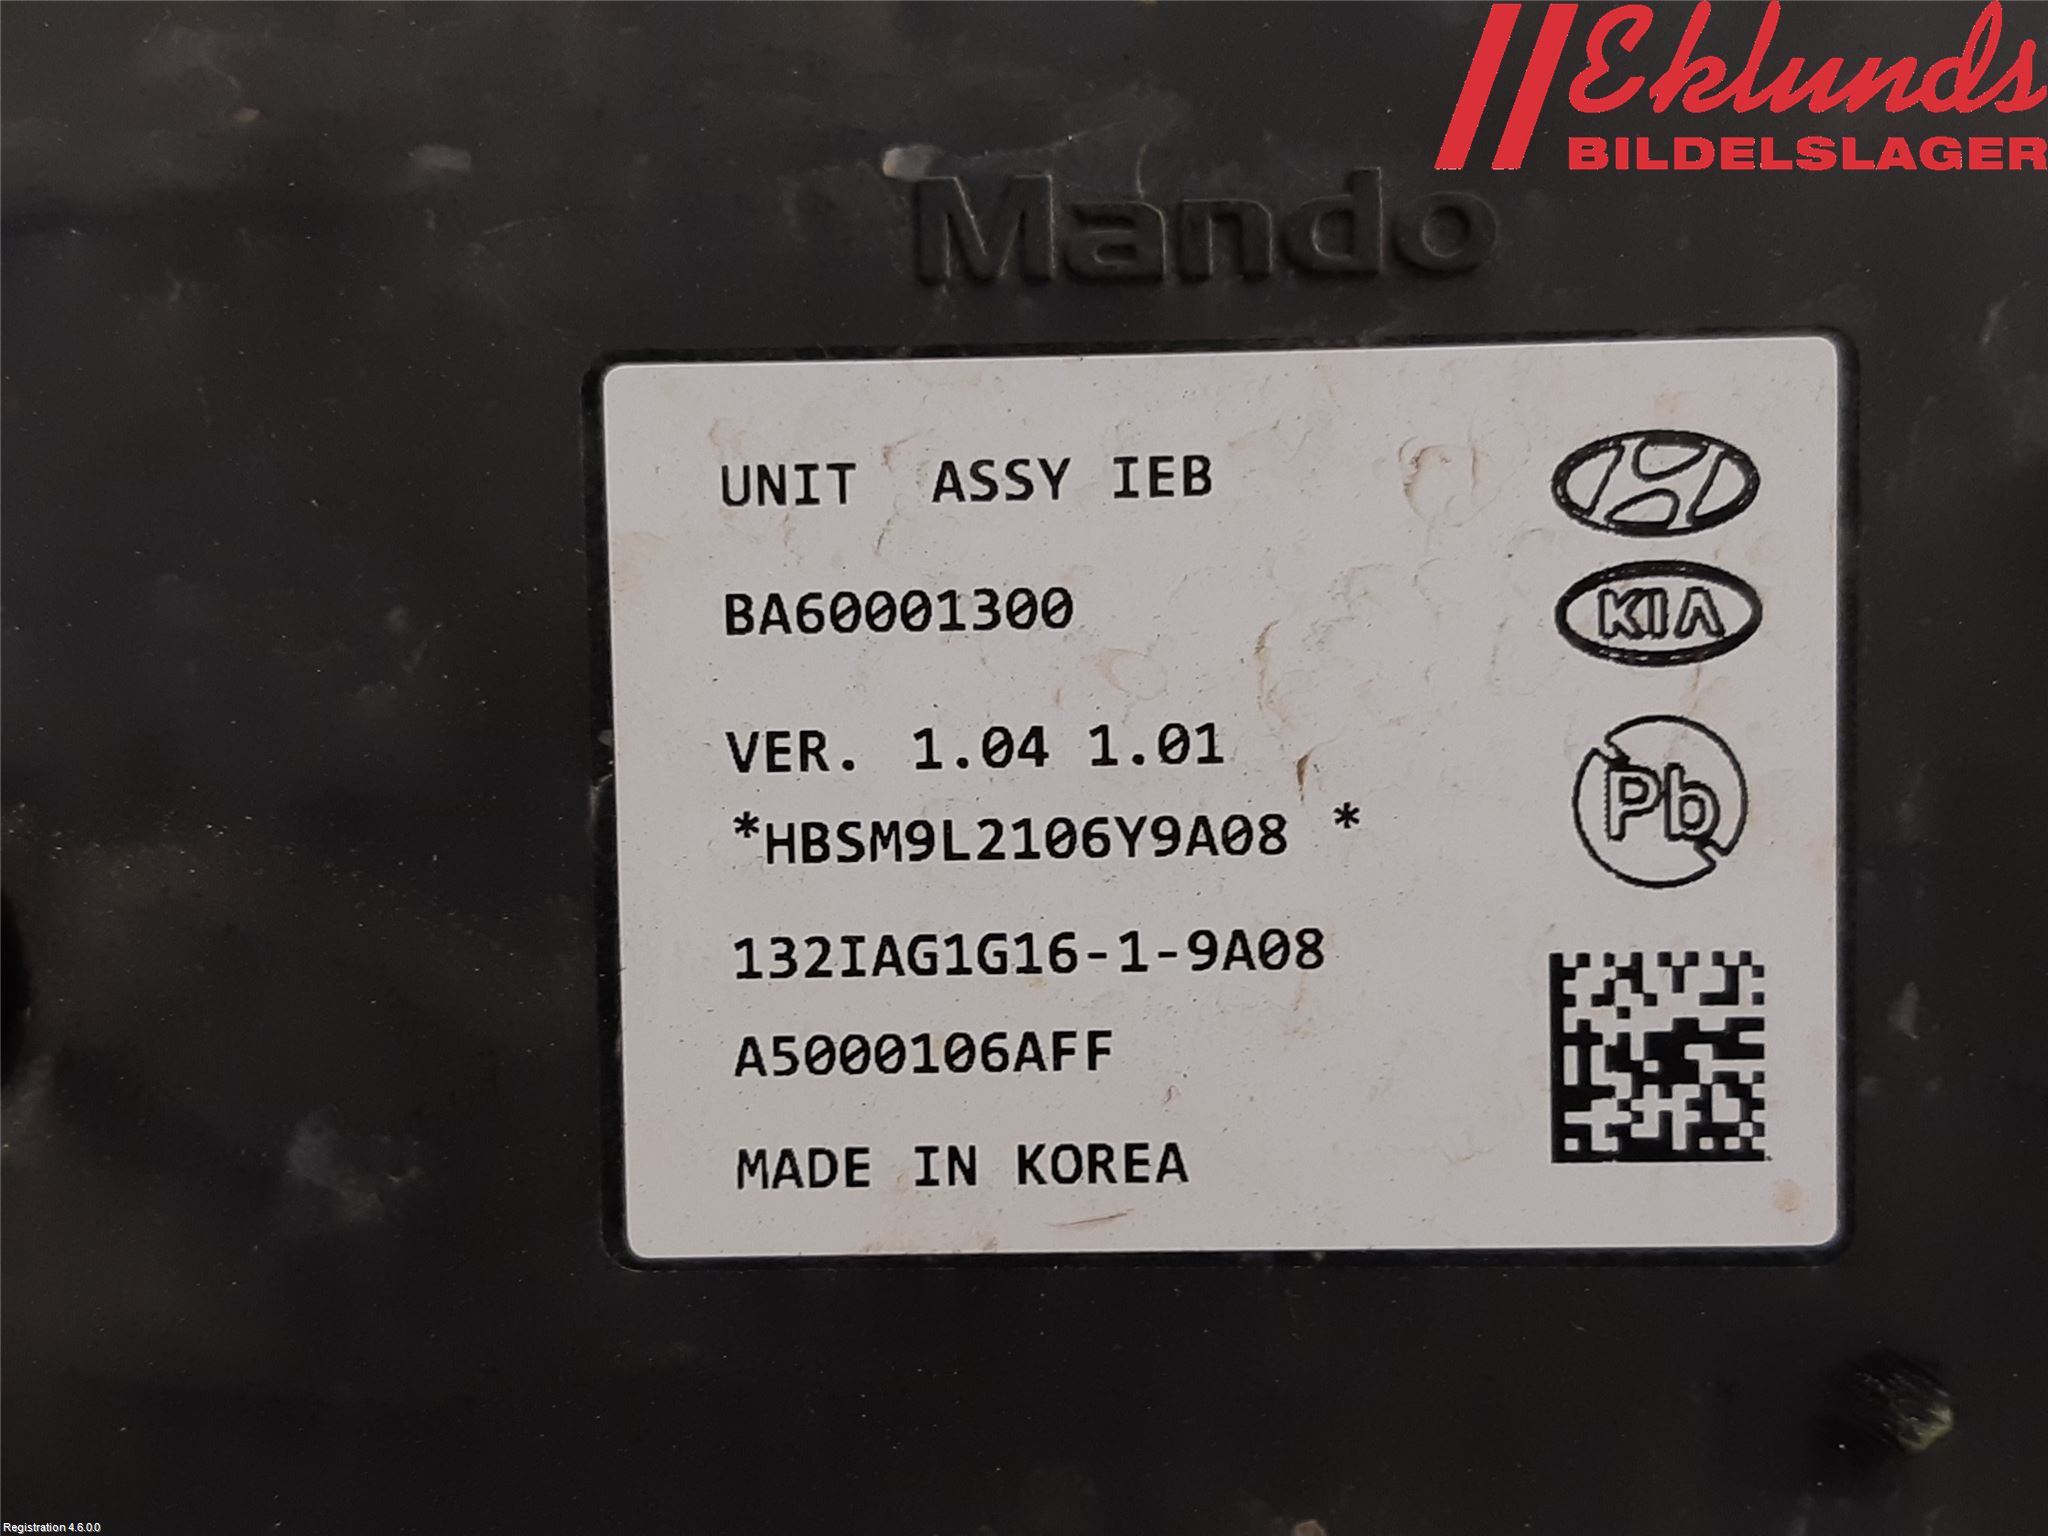 Eklunds
BILDELSLAGER
Mando
UNIT ASSY IEB
BA60001300
VER. 1.04 1.01
*HBSM9L2106Y9A08 *
132IAG1G16-1-9A08
A5000106AFF
MADE IN KOREA
KIA
Pb
Registration 4.6.0.0